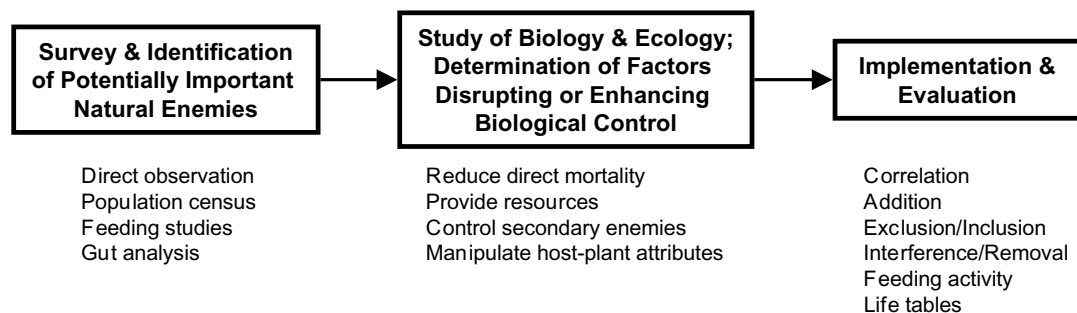 Survey & Identification
of Potentially Important
Natural Enemies
Direct observation
Population census
Feeding studies
Gut analysis
Study of Biology & Ecology;
Determination of Factors
Disrupting or Enhancing
Biological Control
Reduce direct mortality
Provide resources
Control secondary enemies
Manipulate host-plant attributes
Implementation &
Evaluation
Correlation
Addition
Exclusion/Inclusion
Interference/Removal
Feeding activity
Life tables